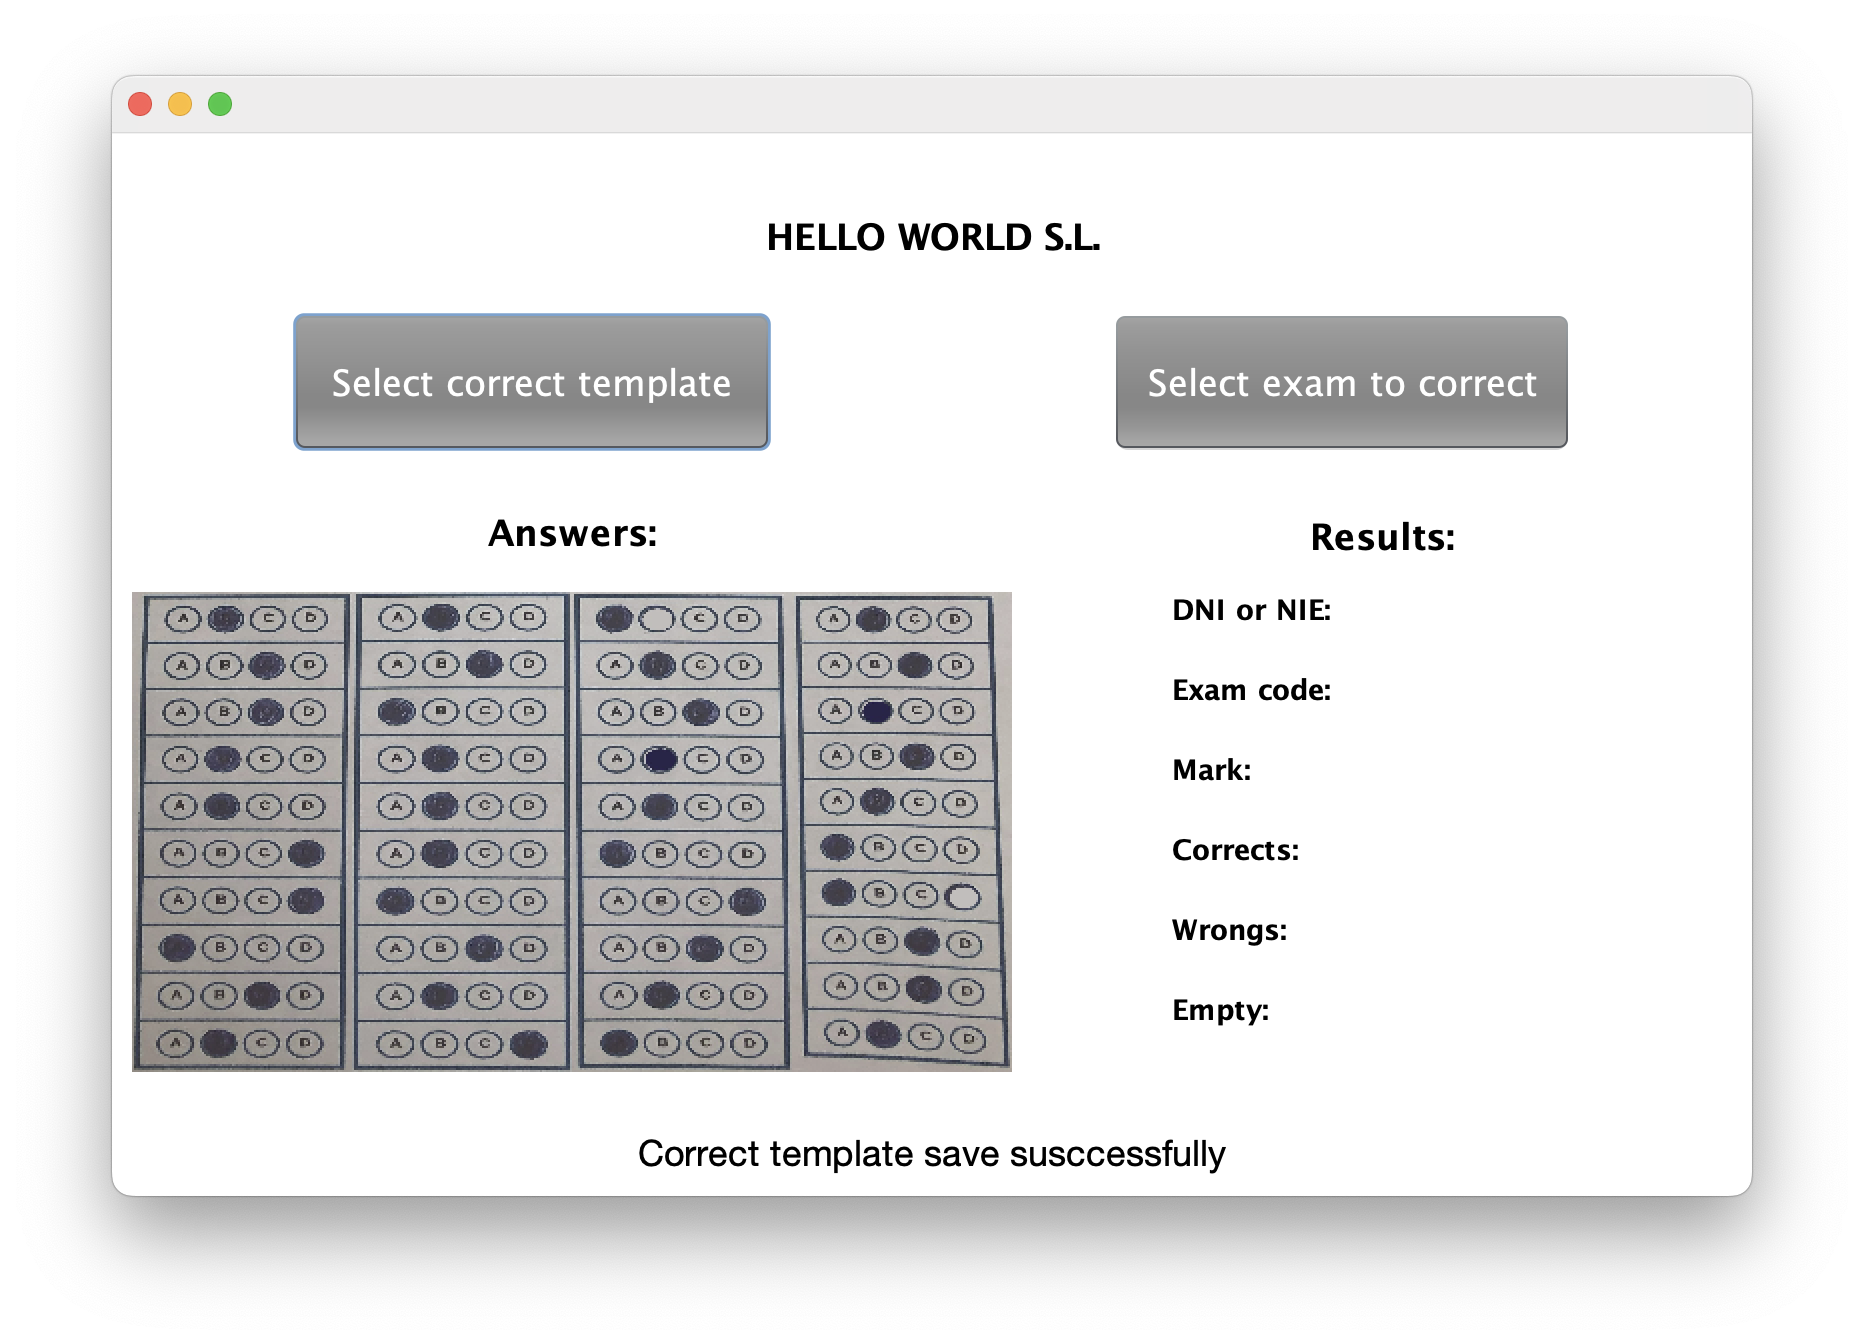 HELLO WORLD S.L.
Select correct template
Select exam to correct
Answers:
A C D A C D C D A C D
A B D A B D A C D A B D
A B D B C D A B D A C D
A C D A C D A C D A B D
A C D A C D A C D A C D
A B C A C D B C D B C D
A B C B C D A B C B C
B C D A B D A B D A B D
A B D A C D A C D A B D
A C D A B C B C D A C D
Results:
DNI or NIE:
Exam code:
Mark:
Corrects:
Wrongs:
Empty:
Correct template save susccessfully